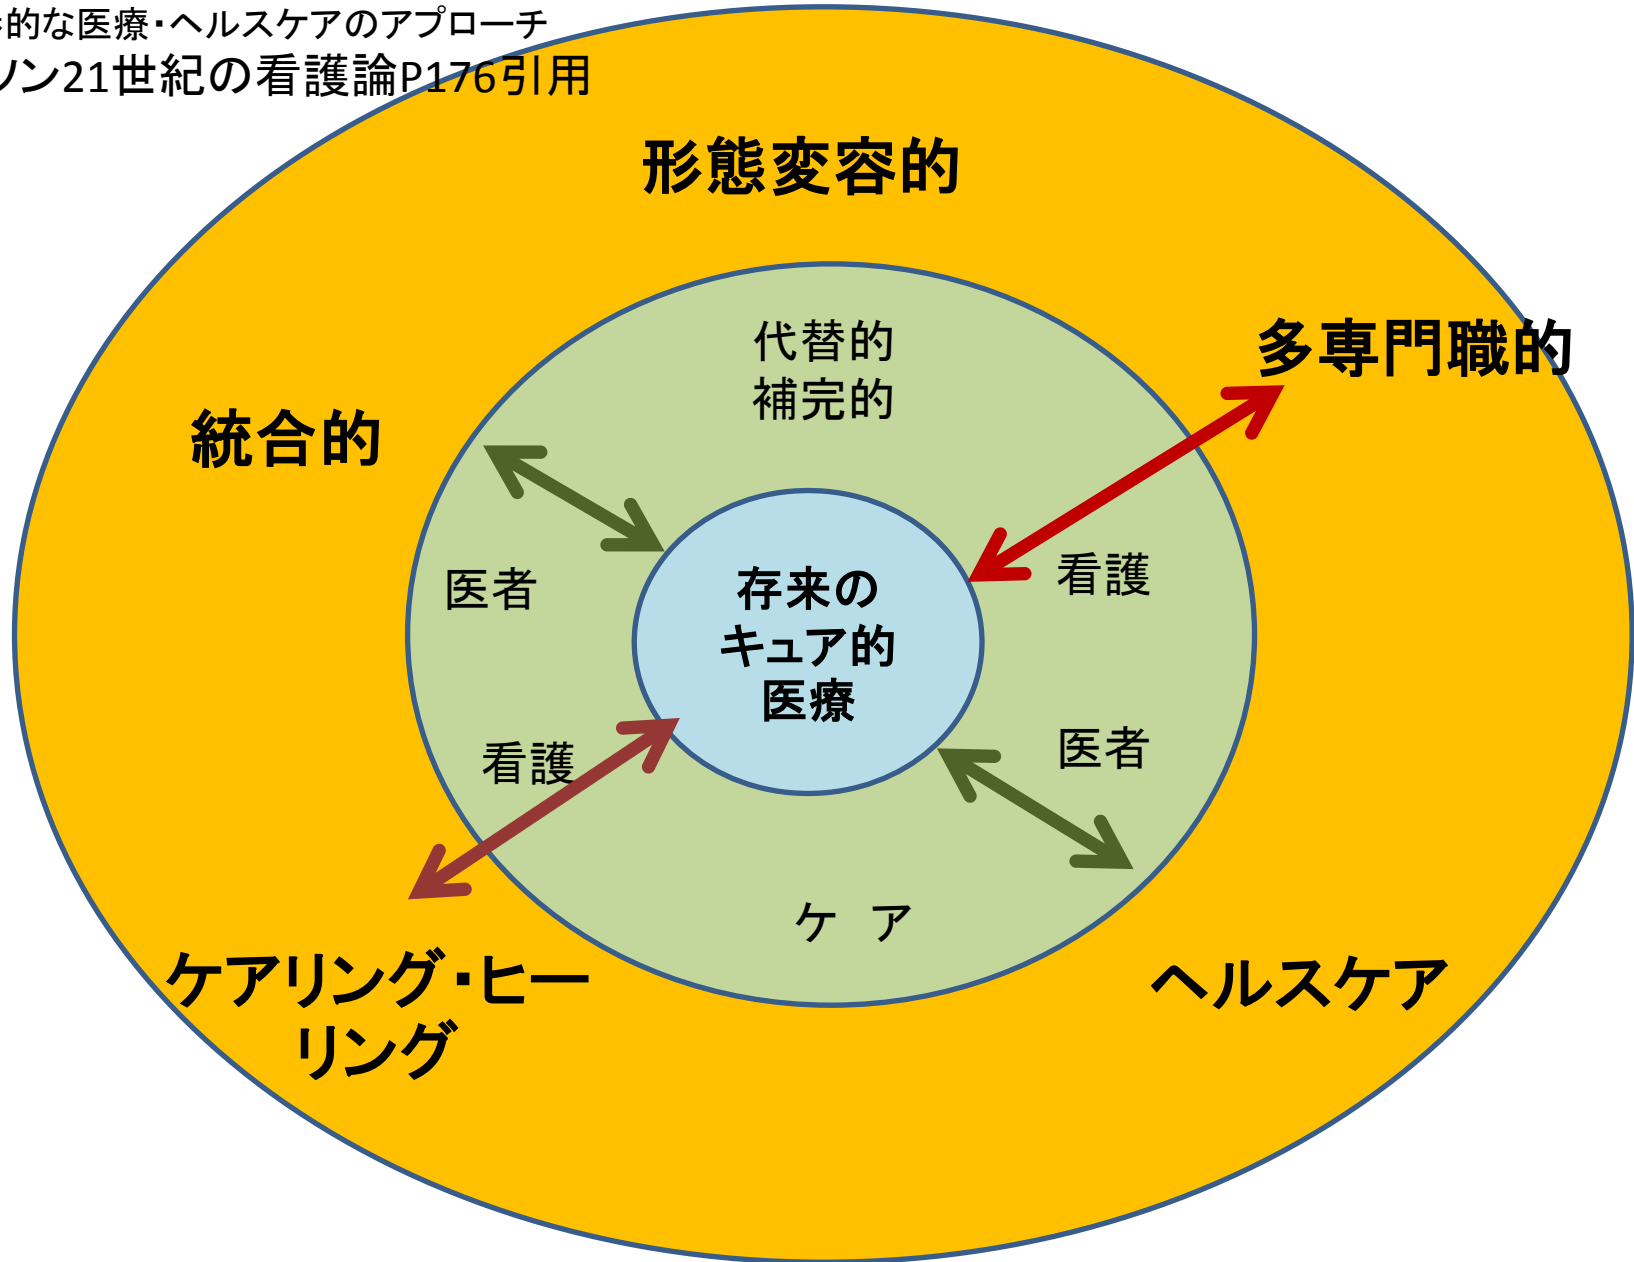 的な医療・ヘルスケアのアプローチ
ソン21世紀の看護論P176引用
形態変容的
代替的
補完的
多専門職的
統合的
医者
看護
存来の
キュア的
医療
看護
医者
ケ ア
ケアリング・ヒー
リング
ヘルスケア